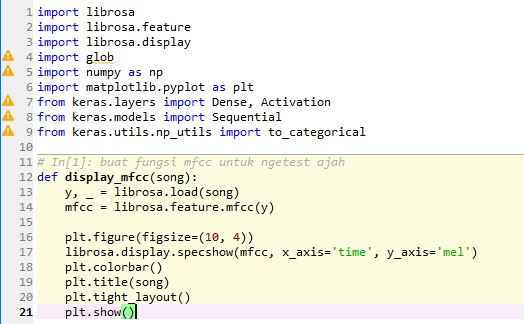 1 import librosa
2 import librosa.feature
3 import librosa.display
4 import glob
5 import numpy as np
6 import matplotlib.pyplot as plt
7 from keras.layers import Dense, Activation
8 from keras.models import Sequential
9 from keras.utils.np_utils import to_categorical
10
11 # In[1]: buat fungsi mfcc untuk ngetest ajah
12 def display_mfcc(song):
13     y, _ = librosa.load(song)
14     mfcc = librosa.feature.mfcc(y)
15
16     plt.figure(figsize=(10, 4))
17     librosa.display.specshow(mfcc, x_axis='time', y_axis='mel')
18     plt.colorbar()
19     plt.title(song)
20     plt.tight_layout()
21     plt.show()